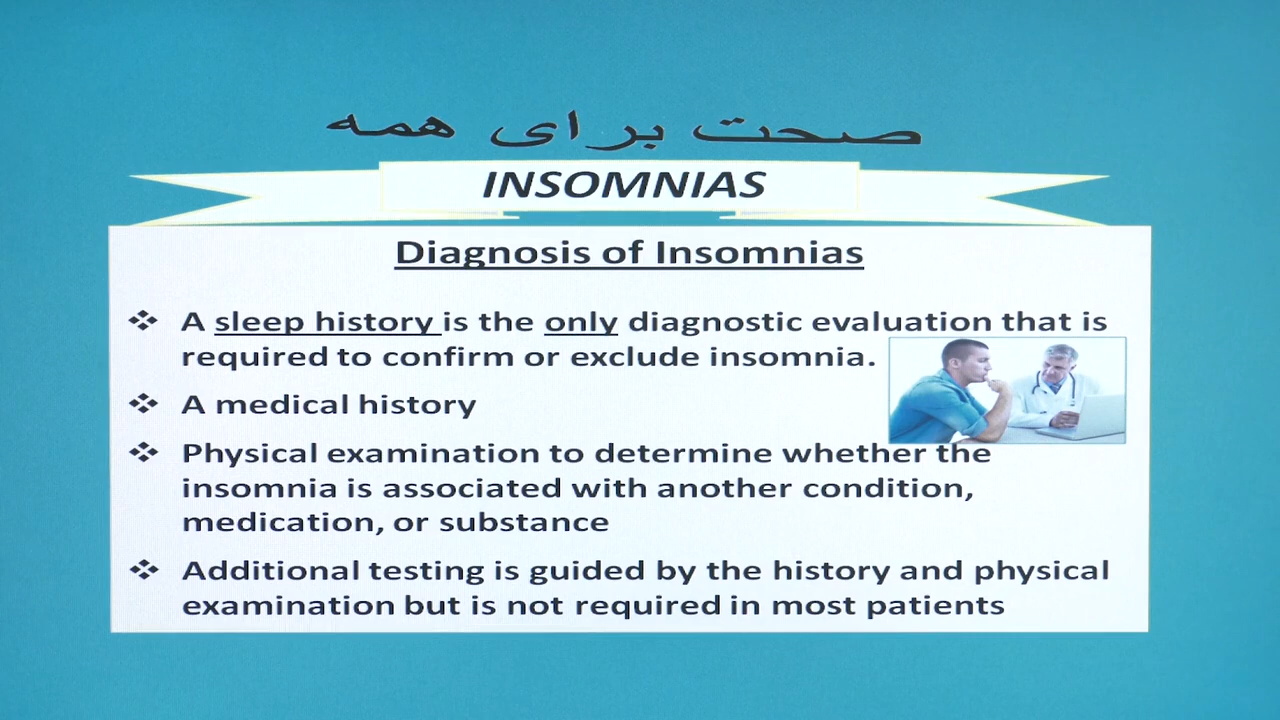 صحت برای همه
INSOMNIAS
Diagnosis of Insomnias
❖ A sleep history is the only diagnostic evaluation that is
required to confirm or exclude insomnia.
❖ A medical history
❖ Physical examination to determine whether the
insomnia is associated with another condition,
medication, or substance
❖ Additional testing is guided by the history and physical
examination but is not required in most patients